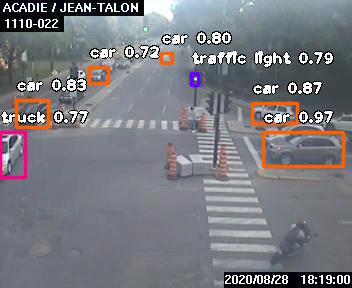 ACADIE / JEAN-TALON
1110-022
car 0.80
car 0.72
traffic light 0.79
car 0.83
car 0.87
truck 0.77
car 0.97
2020/08/28 18:19:00